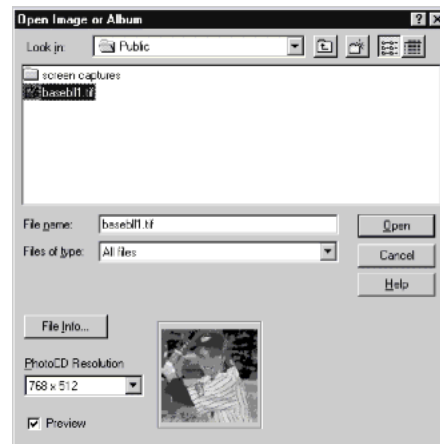 Open Image or Album
Look in: Public
screen captures
basebll1.tif
File name: basebll1.tif Open
Files of type: All files Cancel
Help
File Info...
PhotoCD Resolution
768 x 512
Preview